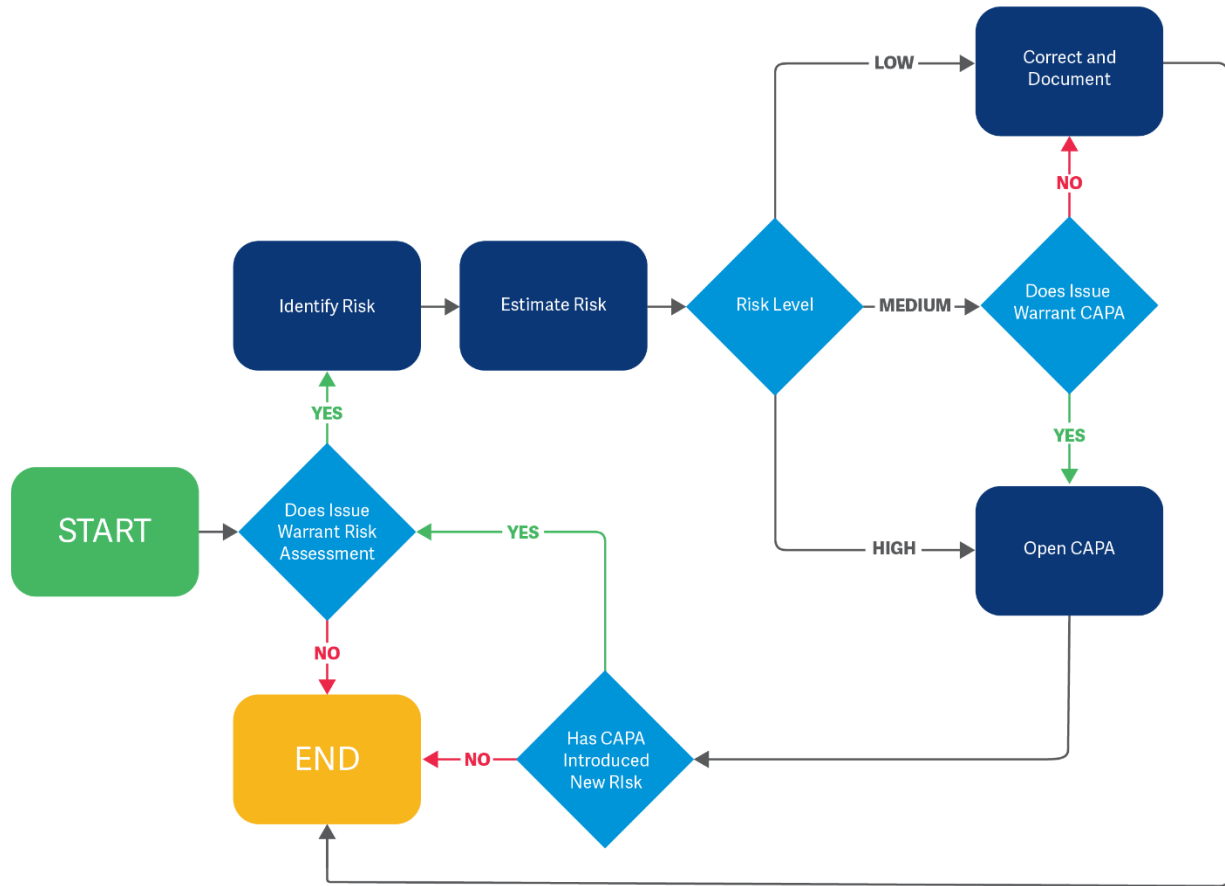 LOW
Correct and
Document
NO
Identify Risk
Estimate Risk
Risk Level
MEDIUM
Does Issue
Warrant CAPA
YES
YES
START
Does Issue
Warrant Risk
Assessment
YES
HIGH
Open CAPA
NO
END
NO
Has CAPA
Introduced
New RIsk